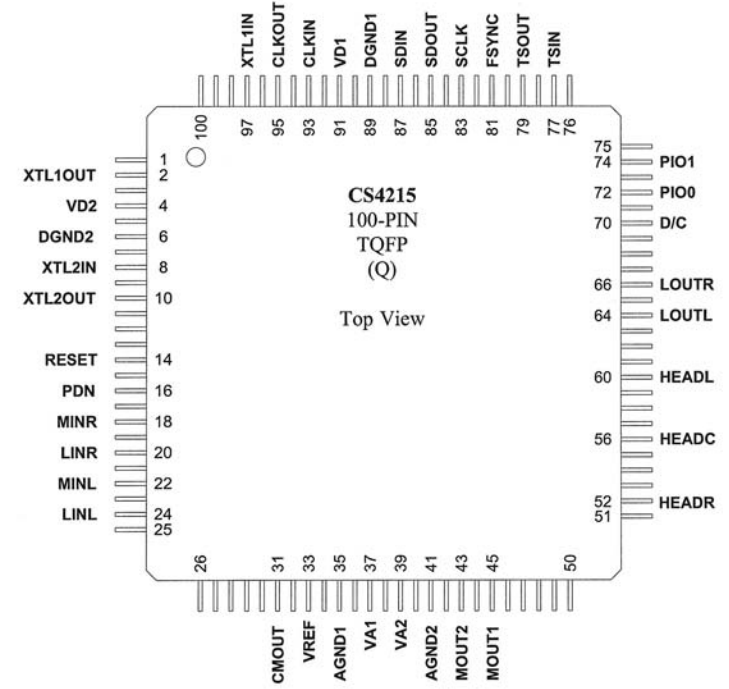 XTL1IN
CLKOUT
CLKIN
VD1
DGND1
SDIN
SDOUT
SCLK
FSYNC
TSOUT
TSIN
100
97
95
93
91
89
87
85
83
81
79
77
76
1
XTL1OUT 2
VD2 4
DGND2 6
XTL2IN 8
XTL2OUT 10
RESET 14
PDN 16
MINR 18
LINR 20
MINL 22
LINL 24
25
CS4215
100-PIN
TQFP
(Q)
Top View
75
74 PIO1
72 PIO0
70 D/C
66 LOUTR
64 LOUTL
60 HEADL
56 HEADC
52 HEADR
51
26
31
33
35
37
39
41
43
45
50
CMOUT
VREF
AGND1
VA1
VA2
AGND2
MOUT2
MOUT1